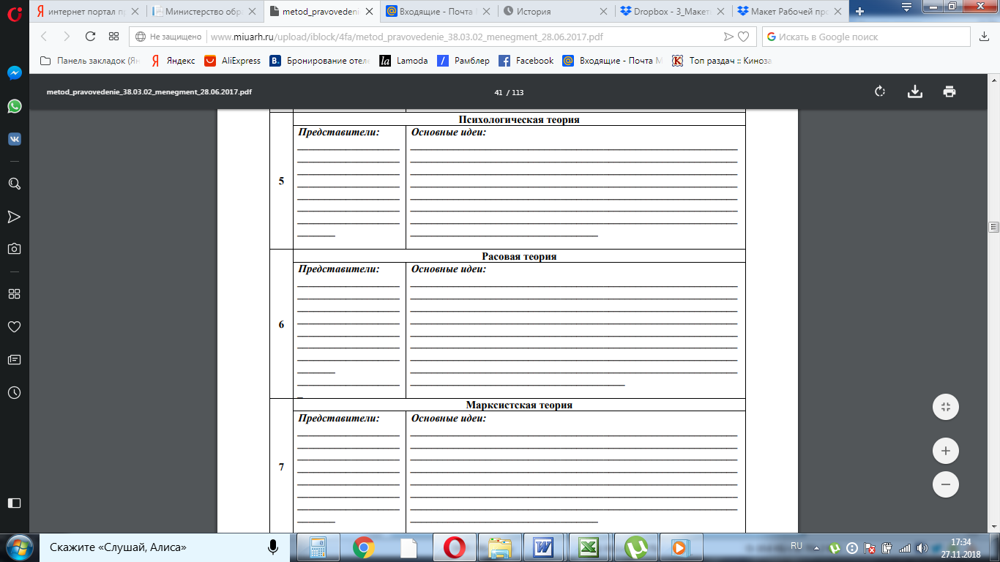 интернет портал пр
Министворство обр
metod_pravovedeni
Входящие - Почта
История
Dropbox - 3_Макет
Макет Рабочей про
Не защищено
www.miuarh.ru/upload/iblock/4fa/metod_pravovedenie_38.03.02_menegment_28.06.2017.pdf
Искать в Google поиск
Панель закладок (Ян
Яндекс
AliExpress
Бронирование отеле
Lamoda
Рамблер
Facebook
Входящие - Почта М
Топ раздач :: Киноза
metod_pravovedenie_38.03.02_menegment_28.06.2017.pdf
41 / 113
Психологическая теория
5
Представители:
Основные идеи:
Расовая теория
6
Представители:
Основные идеи:
Марксистская теория
7
Представители:
Основные идеи:
Скажите «Слушай, Алиса»
RU
17:34
27.11.2018